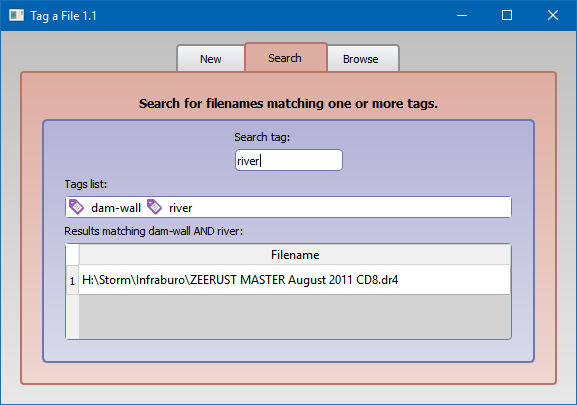 Tag a File 1.1
New Search Browse
Search for filenames matching one or more tags.
Search tag:
river
Tags list:
dam-wall river
Results matching dam-wall AND river:
Filename
1 H:\Storm\Infraburo\ZEERUST MASTER August 2011 CD8.dr4